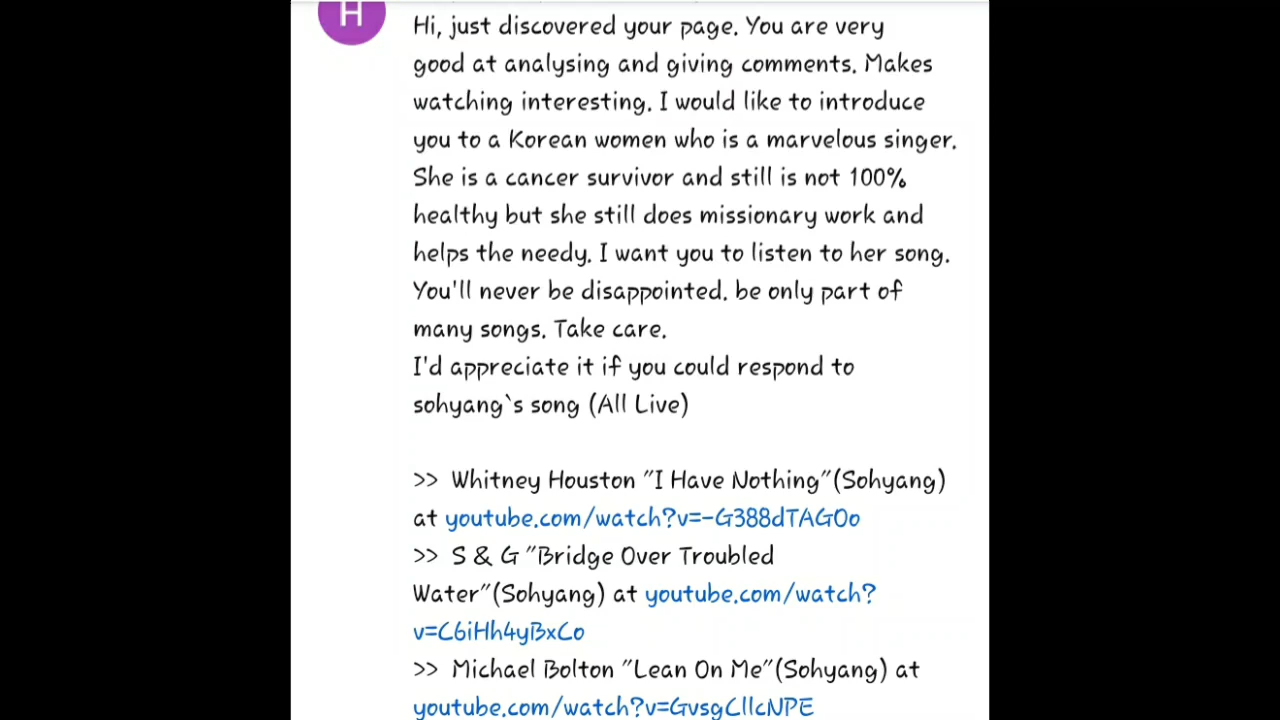 H
Hi, just discovered your page. You are very
good at analysing and giving comments. Makes
watching interesting. I would like to introduce
you to a Korean women who is a marvelous singer.
She is a cancer survivor and still is not 100%
healthy but she still does missionary work and
helps the needy. I want you to listen to her song.
You'll never be disappointed. be only part of
many songs. Take care.
I'd appreciate it if you could respond to
sohyang`s song (All Live)
>> Whitney Houston "I Have Nothing"(Sohyang)
at youtube.com/watch?v=-G388dTAGOo
>> S & G "Bridge Over Troubled
Water"(Sohyang) at youtube.com/watch?
v=C6iHh4yBxCo
>> Michael Bolton "Lean On Me"(Sohyang) at
youtube.com/watch?v=GvsgCllcNPE